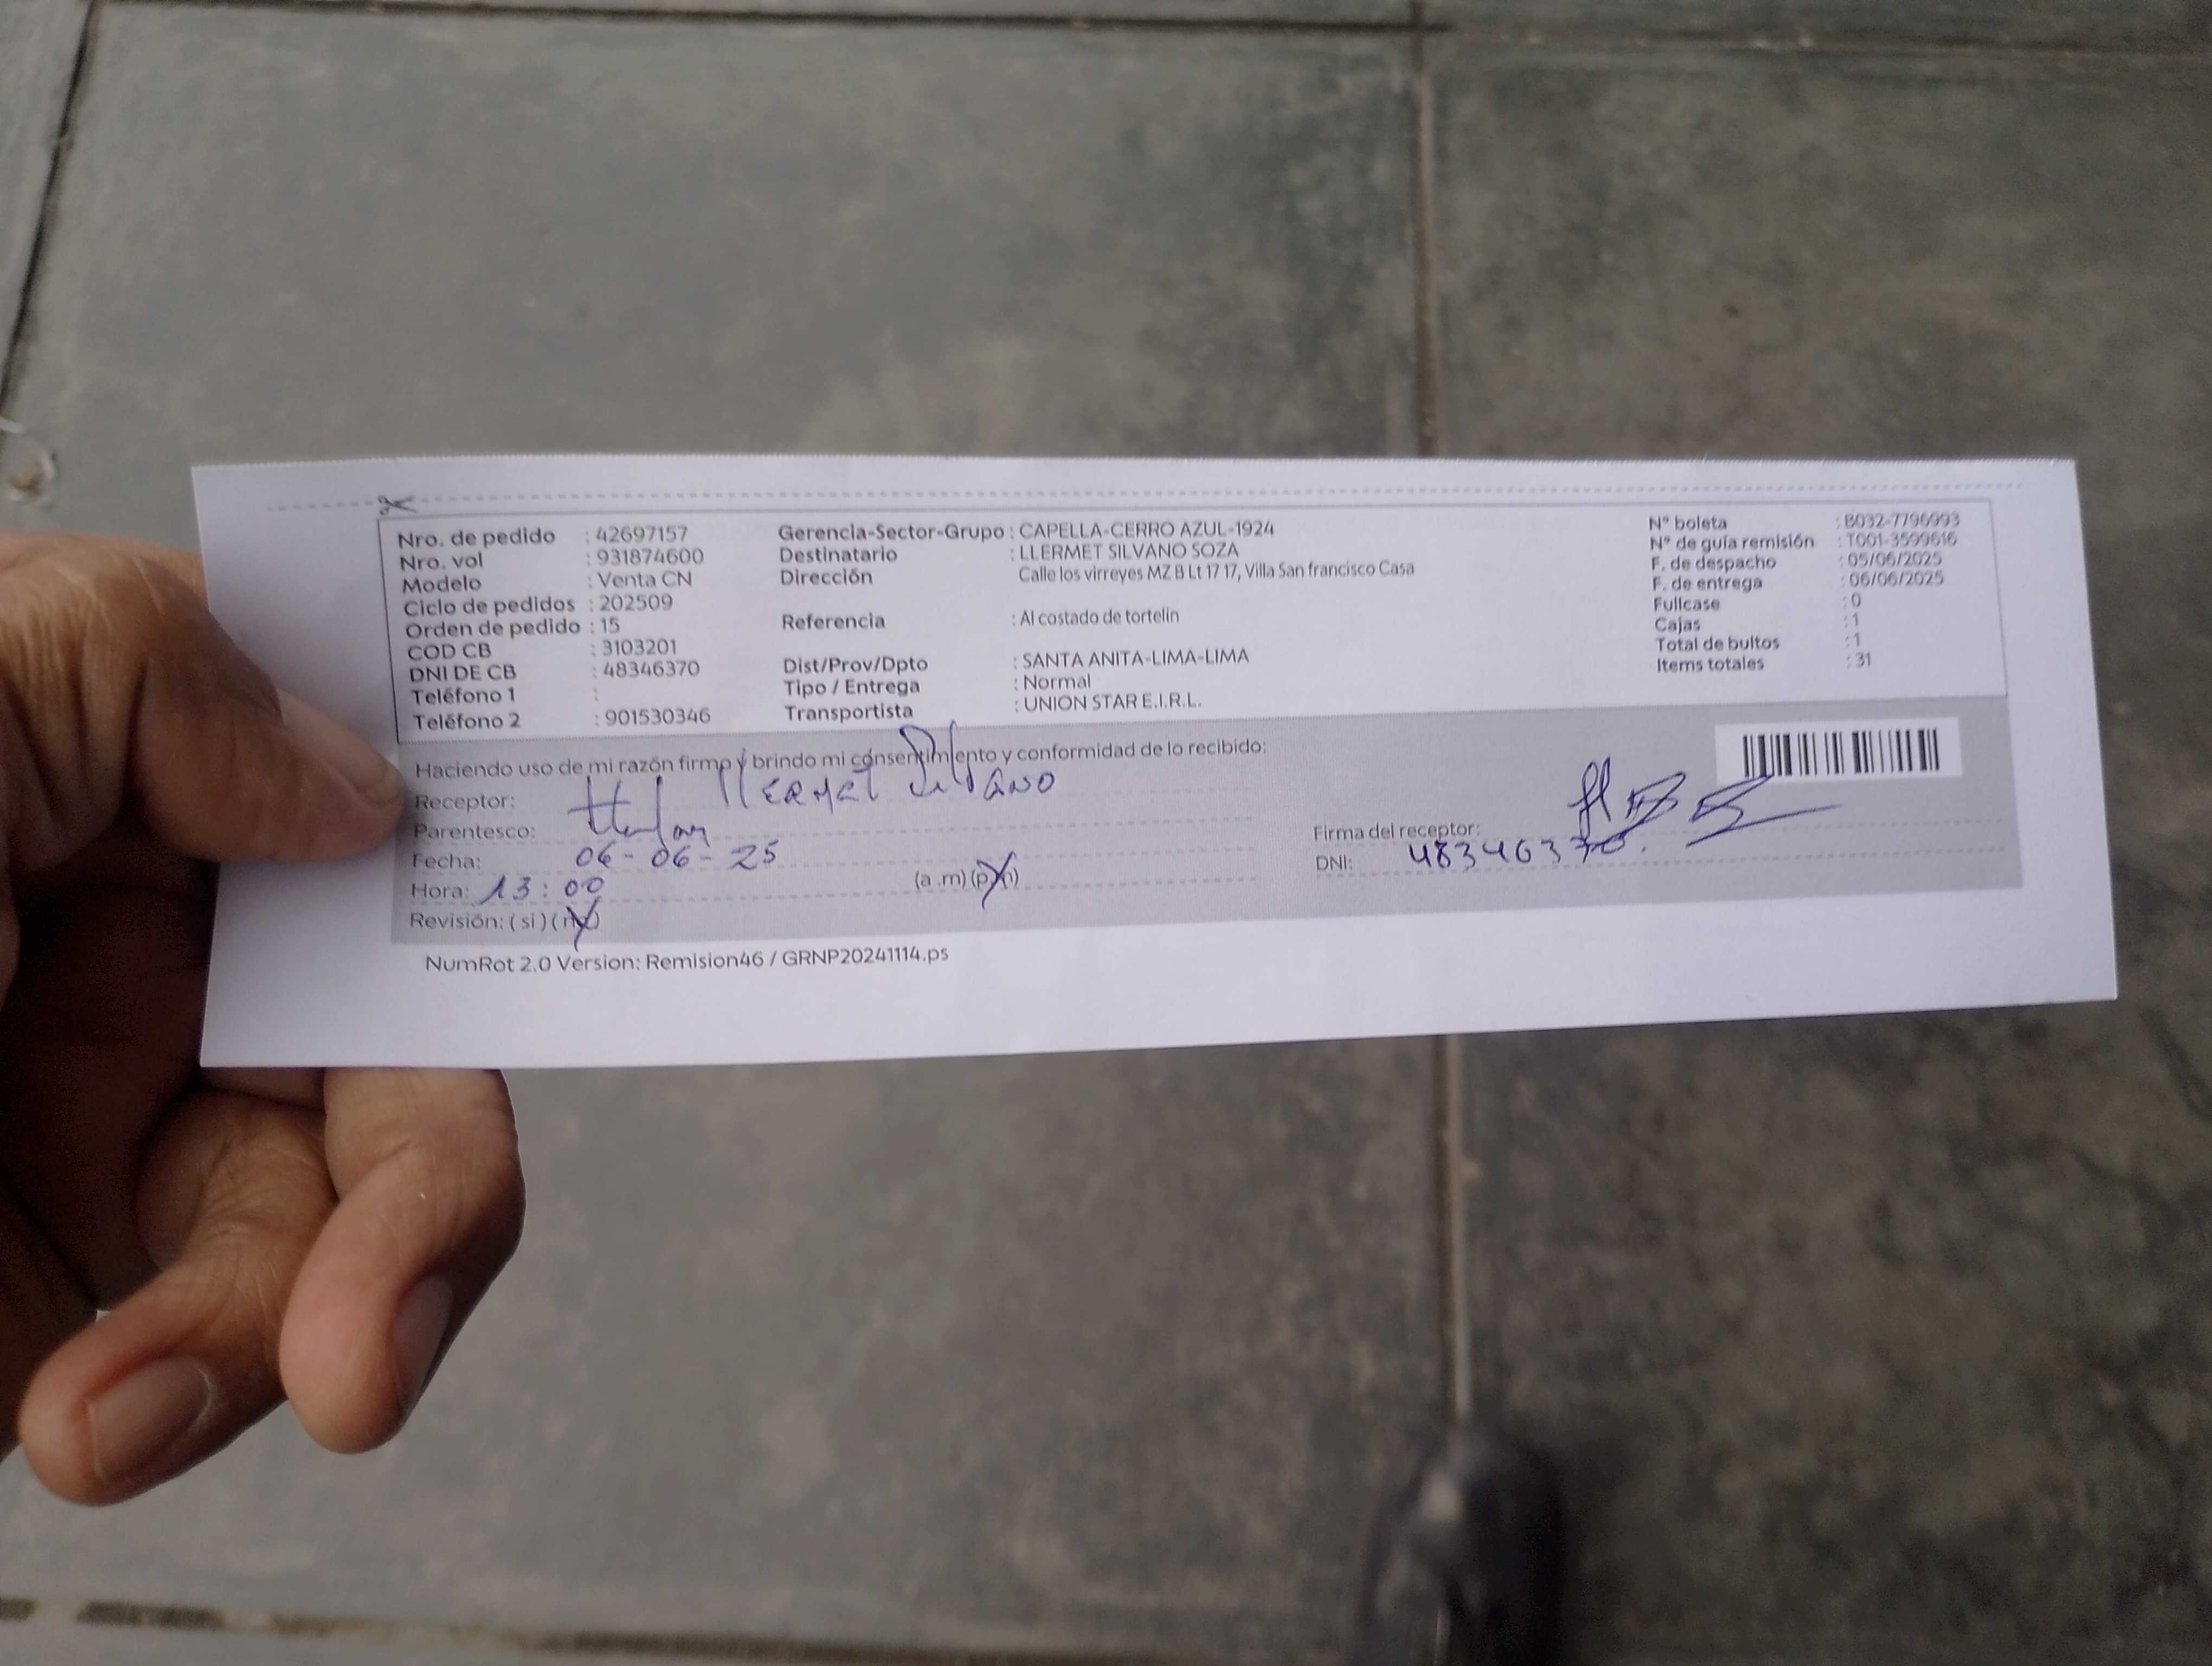 Nro. de pedido : 42697157
Nro. vol : 931874600
Modelo : Venta CN
Ciclo de pedidos : 202509
Orden de pedido : 15
COD CB : 3103201
DNI DE CB : 48346370
Teléfono 1 :
Teléfono 2 : 901530346
Gerencia-Sector-Grupo : CAPELLA-CERRO AZUL-1924
Destinatario : LLERMET SILVANO SOZA
Dirección Calle los virreyes MZ B Lt 17 17, Villa San francisco Casa
Referencia : Al costado de tortelin
Dist/Prov/Dpto : SANTA ANITA-LIMA-LIMA
Tipo / Entrega : Normal
Transportista : UNION STAR E.I.R.L.
N° boleta : B032-7796993
N° de guía remisión : T001-3599616
F. de despacho : 05/06/2025
F. de entrega : 06/06/2025
Fullcase : 0
Cajas : 1
Total de bultos : 1
Items totales : 31
Haciendo uso de mi razón firmo y brindo mi consentimiento y conformidad de lo recibido:
Receptor: llERMET Silvano
Parentesco:
Fecha: 06-06-25
Hora: 13:00 (a .m) (p.m)
Revisión: ( si ) ( no )
Firma del receptor:
DNI: 48346370.
NumRot 2.0 Version: Remision46 / GRNP20241114.ps